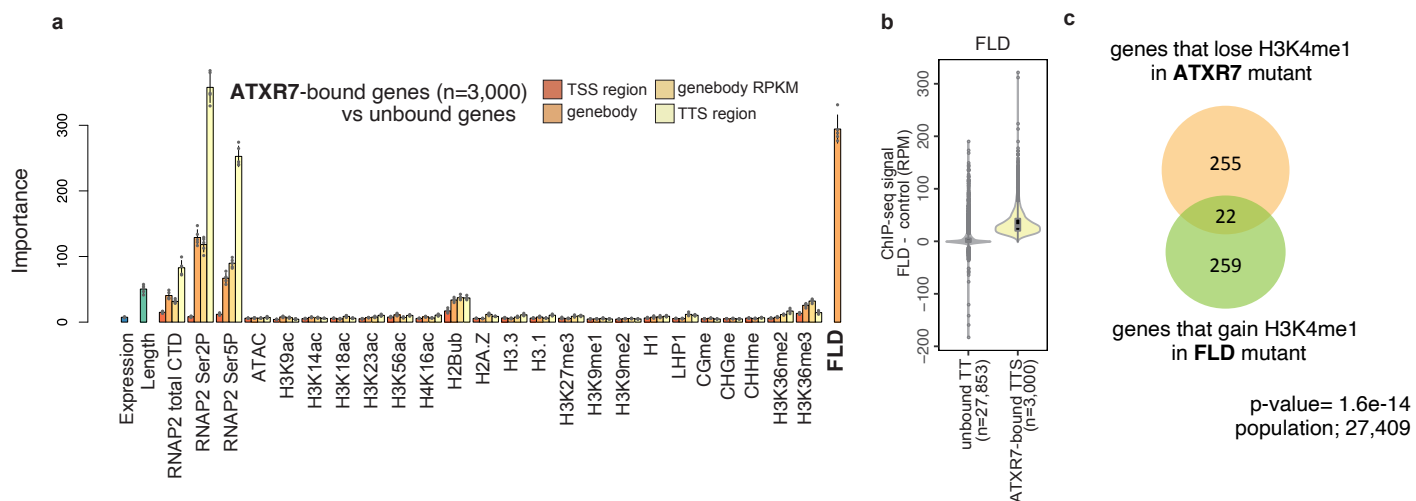 a
ATXR7-bound genes (n=3,000)
vs unbound genes
TSS region
genebody
genebody RPKM
TTS region
Importance
0
100
200
300
Expression
Length
RNAP2 total CTD
RNAP2 Ser2P
RNAP2 Ser5P
ATAC
H3K9ac
H3K14ac
H3K18ac
H3K23ac
H3K56ac
H4K16ac
H2Bub
H2A.Z
H3.3
H3.1
H3K27me3
H3K9me1
H3K9me2
H1
LHP1
CGme
CHGme
CHHme
H3K36me2
H3K36me3
FLD
b
FLD
ChIP-seq signal
FLD - control (RPM)
300
200
100
0
−100
−200
unbound TT
(n=27,853)
ATXR7-bound TTS
(n=3,000)
c
genes that lose H3K4me1
in ATXR7 mutant
255
22
259
genes that gain H3K4me1
in FLD mutant
p-value= 1.6e-14
population; 27,409